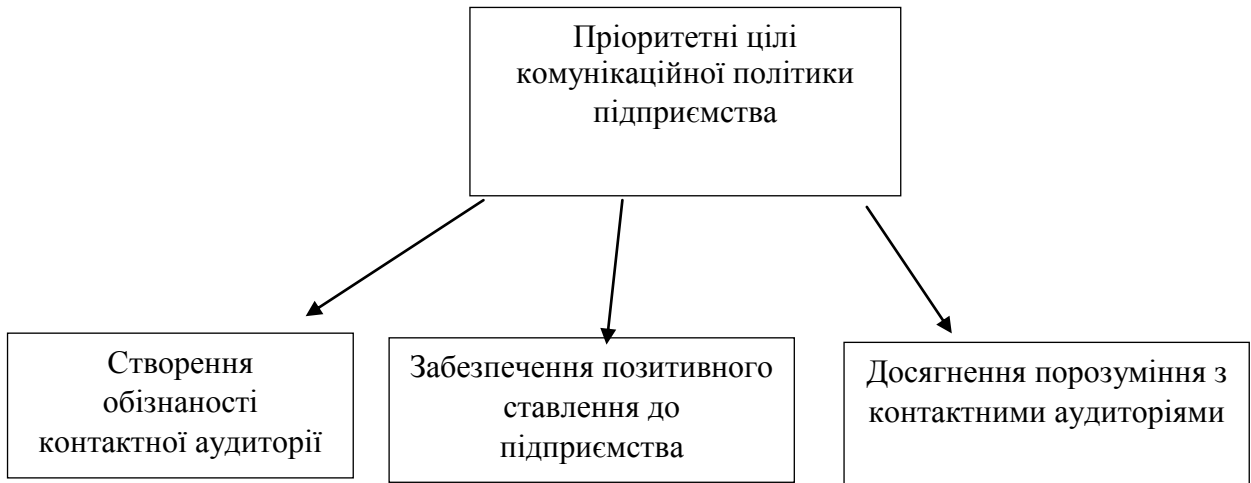 Пріоритетні цілі
комунікаційної політики
підприємства
Створення
обізнаності
контактної аудиторії
Забезпечення позитивного
ставлення до
підприємства
Досягнення порозуміння з
контактними аудиторіями